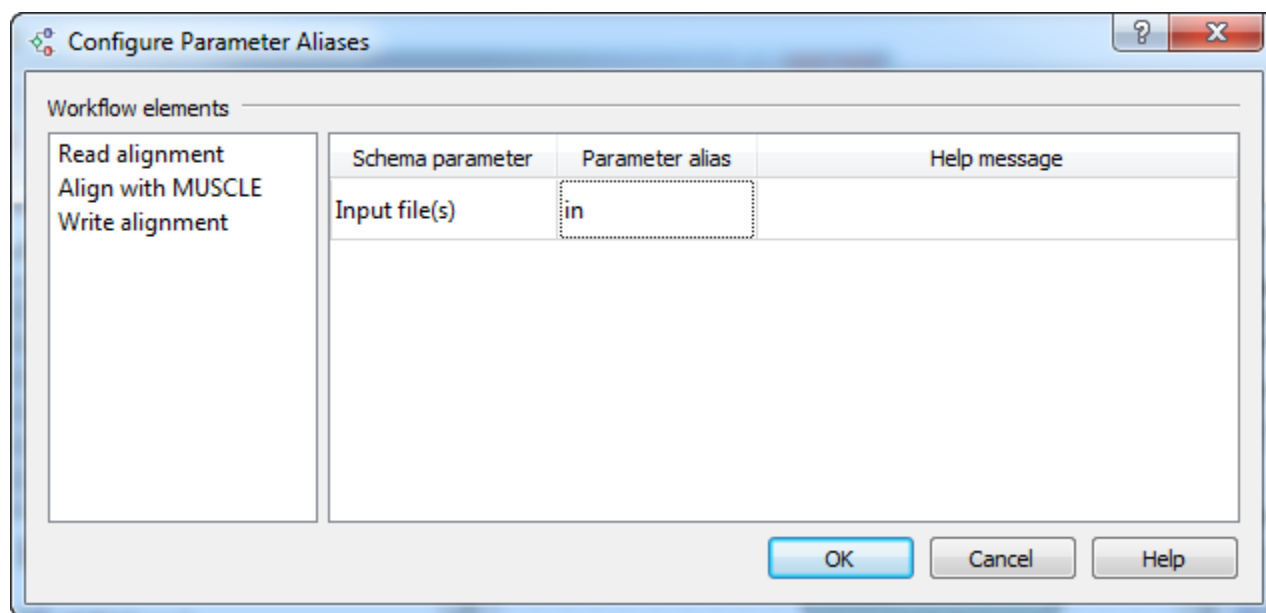 Configure Parameter Aliases
Workflow elements
Read alignment
Align with MUSCLE
Write alignment
Schema parameter Parameter alias Help message
Input file(s) in
OK Cancel Help